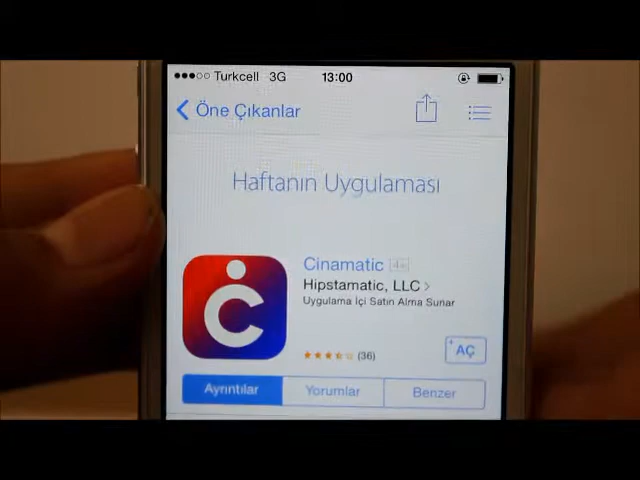 Turkcell 3G 13:00
Öne Çıkanlar
Haftanın Uygulaması
Cinamatic 4+
Hipstamatic, LLC >
Uygulama İçi Satın Alma Sunar
(36)
+AÇ
Ayrıntılar Yorumlar Benzer